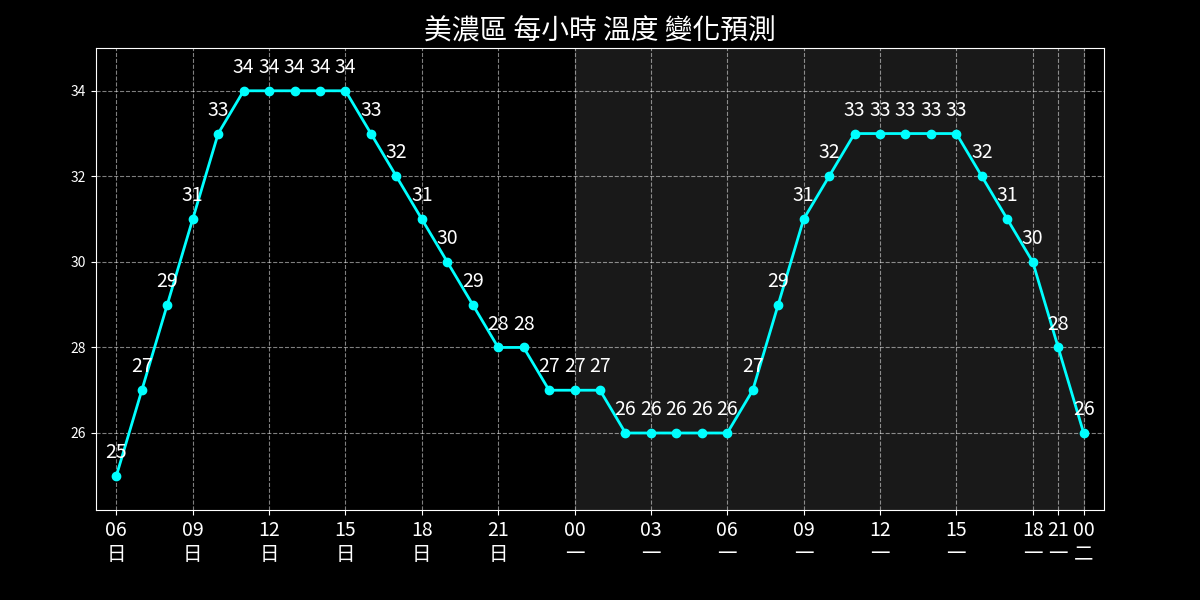 美濃區 每小時 溫度 變化預測
34 34 34 34 34
33 33 33 33 33 33 33
32 32 32
31 31 31 31
30 30
29 29 29
28 28 28
27 27 27 27 27
26 26 26 26 26 26
25
34
32
30
28
26
06 09 12 15 18 21 00 03 06 09 12 15 18 21 00
日 日 日 日 日 日 一 一 一 一 一 一 一 一 二